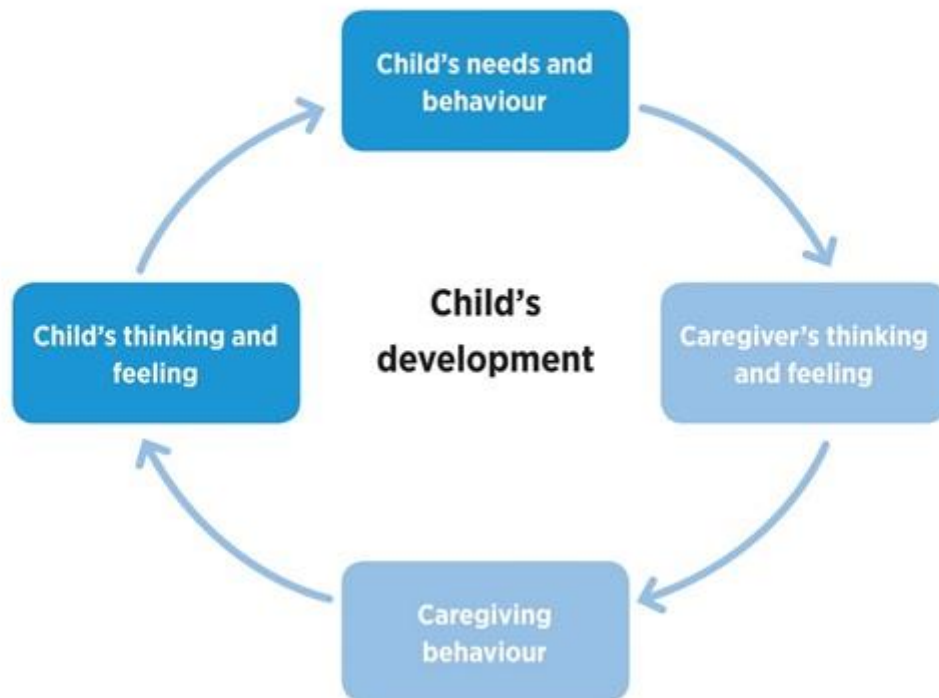 Child's needs and
behaviour
Child's
development
Child's thinking and
feeling
Caregiver's thinking
and feeling
Caregiving
behaviour